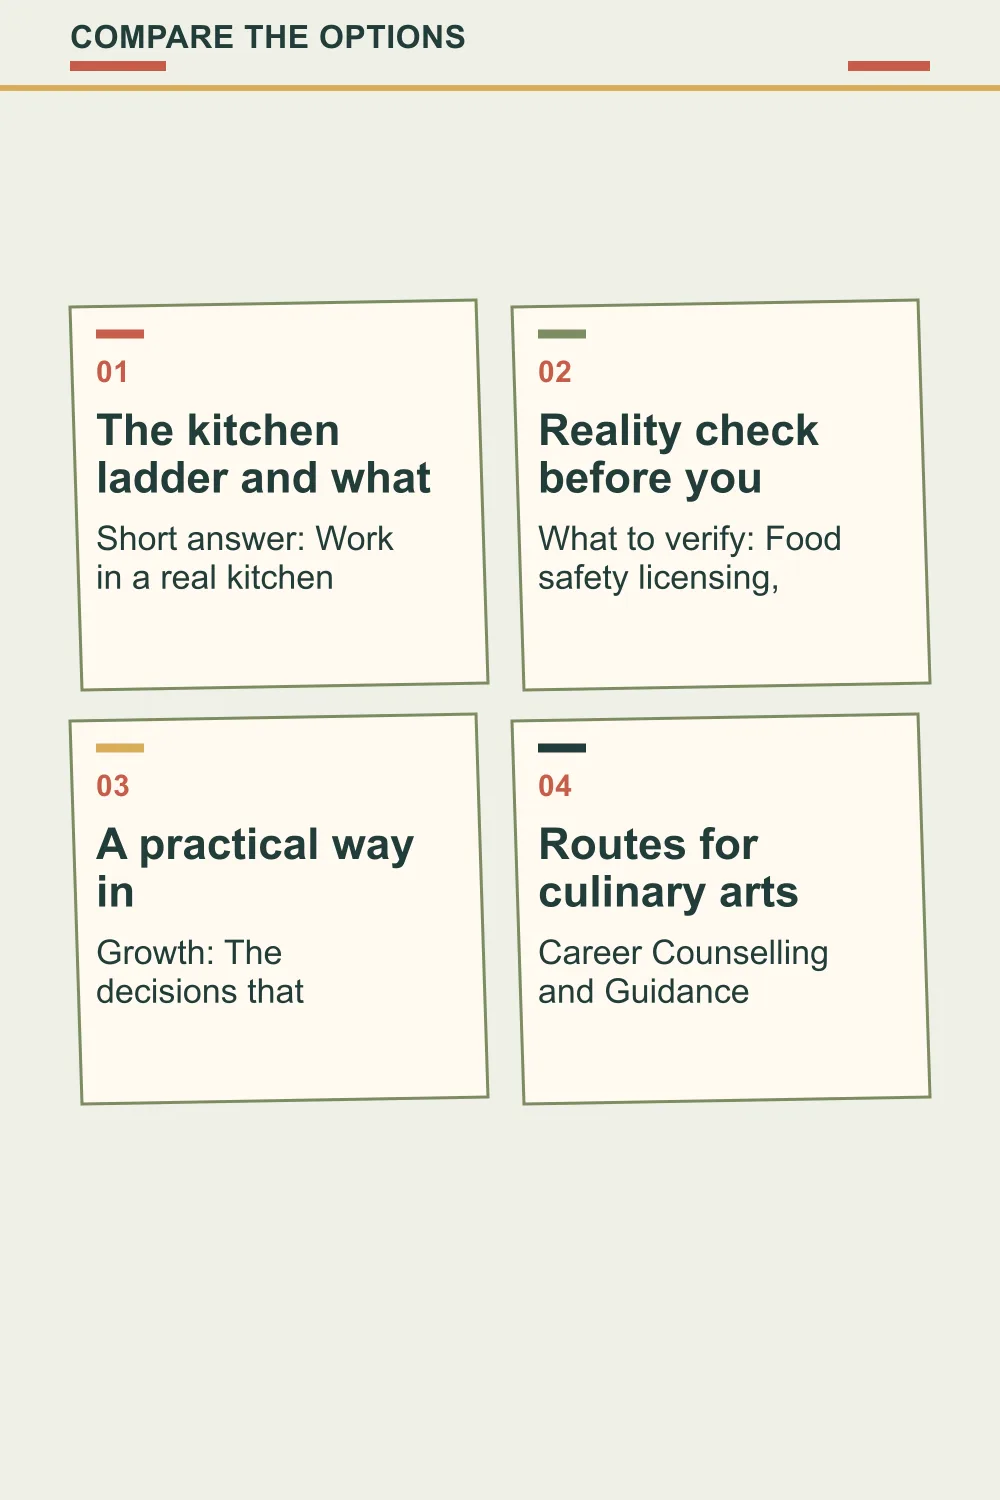 COMPARE THE OPTIONS
01
The kitchen
ladder and what
Short answer: Work
in a real kitchen
02
Reality check
before you
What to verify: Food
safety licensing,
03
A practical way
in
Growth: The
decisions that
04
Routes for
culinary arts
Career Counselling
and Guidance